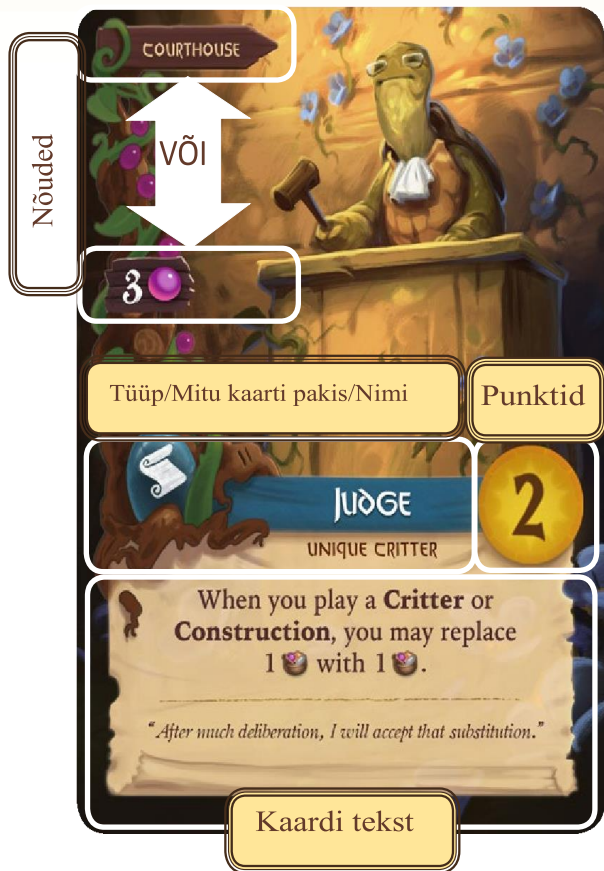 COURTHOUSE
Nõuded
VÕI
3
Tüüp/Mitu kaarti pakis/Nimi
Punktid
JUDGE
2
UNIQUE CRITTER
When you play a Critter or
Construction, you may replace
1 with 1 .
"After much deliberation, I will accept that substitution."
Kaardi tekst